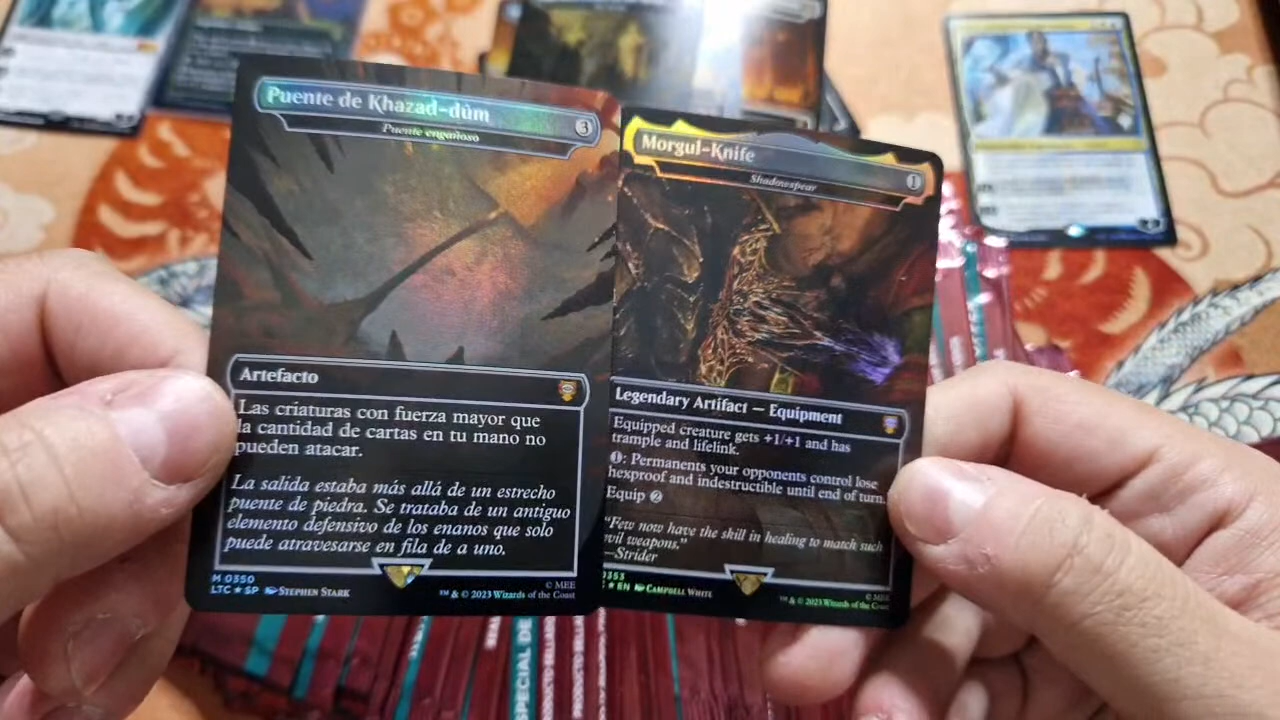 Puente de Khazad-dûm
3
Puente engañoso
Artefacto
Las criaturas con fuerza mayor que
la cantidad de cartas en tu mano no
pueden atacar.
La salida estaba más allá de un estrecho
puente de piedra. Se trataba de un antiguo
elemento defensivo de los enanos que solo
puede atravesarse en fila de a uno.
M 0350
LTC ★ SP STEPHEN STARK
© MEE
™ & © 2023 Wizards of the Coast
Morgul-Knife
1
Shadowspear
Legendary Artifact — Equipment
Equipped creature gets +1/+1 and has
trample and lifelink.
1: Permanents your opponents control lose
hexproof and indestructible until end of turn.
Equip 2
"Few now have the skill in healing to match such
vil weapons."
—Strider
0353
★ EN CAMPBELL WHITE
© MEE
™ & © 2023 Wizards of the Coast
SPECIAL DE